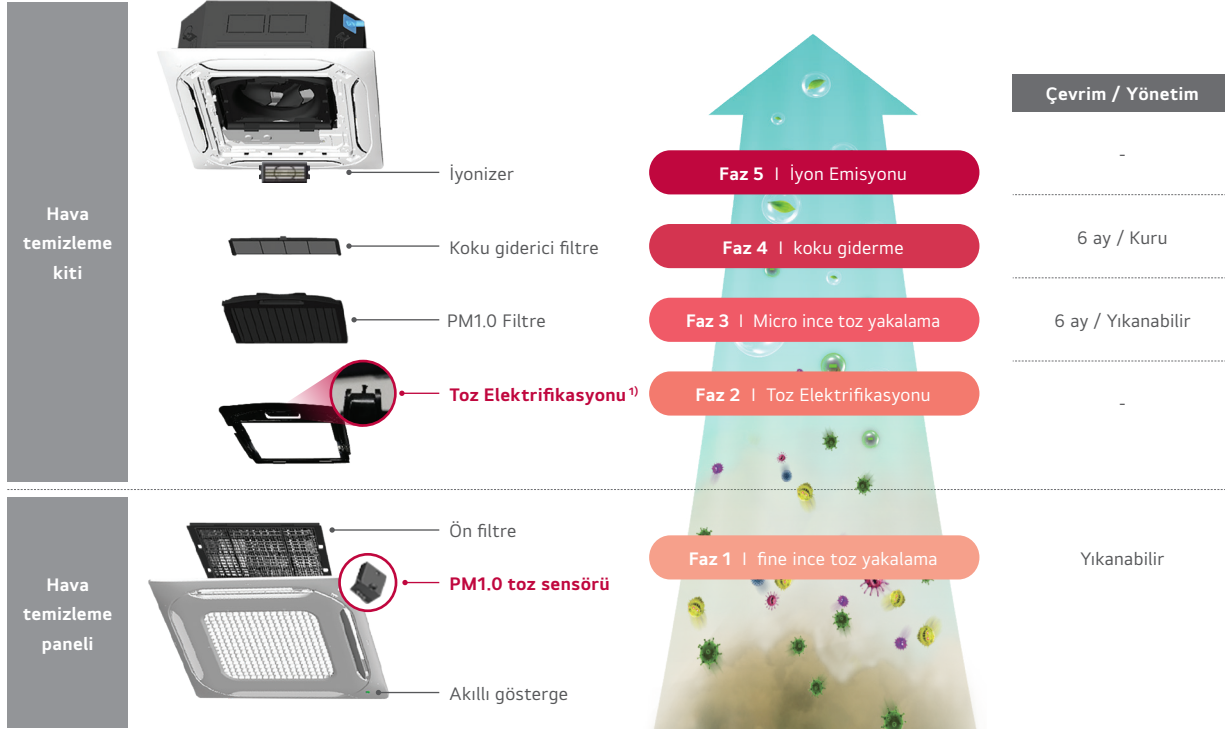 Çevrim / Yönetim
Hava
temizleme
kiti
İyonizer
Faz 5 I İyon Emisyonu
-
Koku giderici filtre
Faz 4 I koku giderme
6 ay / Kuru
PM1.0 Filtre
Faz 3 I Micro ince toz yakalama
6 ay / Yıkanabilir
Toz Elektrifikasyonu 1)
Faz 2 I Toz Elektrifikasyonu
-
Hava
temizleme
paneli
Ön filtre
Faz 1 I fine ince toz yakalama
Yıkanabilir
PM1.0 toz sensörü
Akıllı gösterge